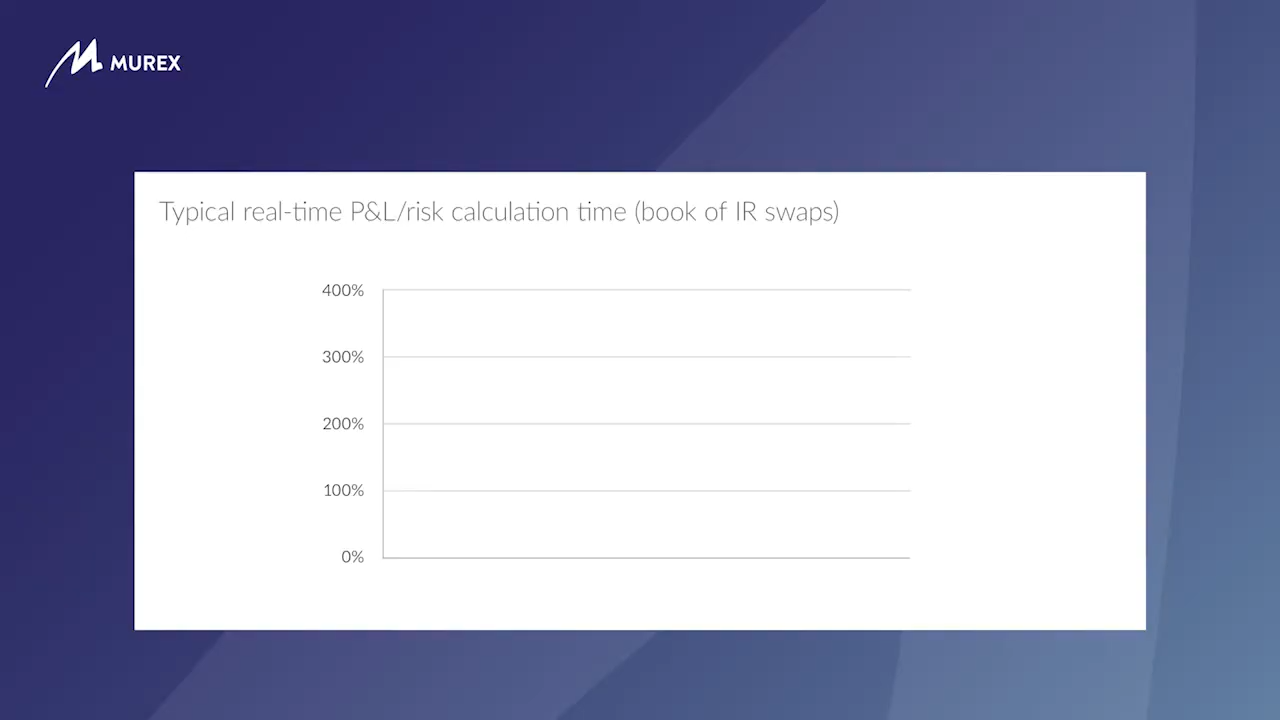 MUREX
Typical real-time P&L/risk calculation time (book of IR swaps)
400%
300%
200%
100%
0%